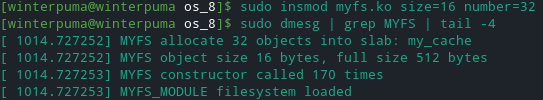 [winterpuma@winterpuma os_8]$ sudo insmod myfs.ko size=16 number=32
[winterpuma@winterpuma os_8]$ sudo dmesg | grep MYFS | tail -4
[ 1014.727252] MYFS allocate 32 objects into slab: my_cache
[ 1014.727252] MYFS object size 16 bytes, full size 512 bytes
[ 1014.727253] MYFS constructor called 170 times
[ 1014.727253] MYFS_MODULE filesystem loaded